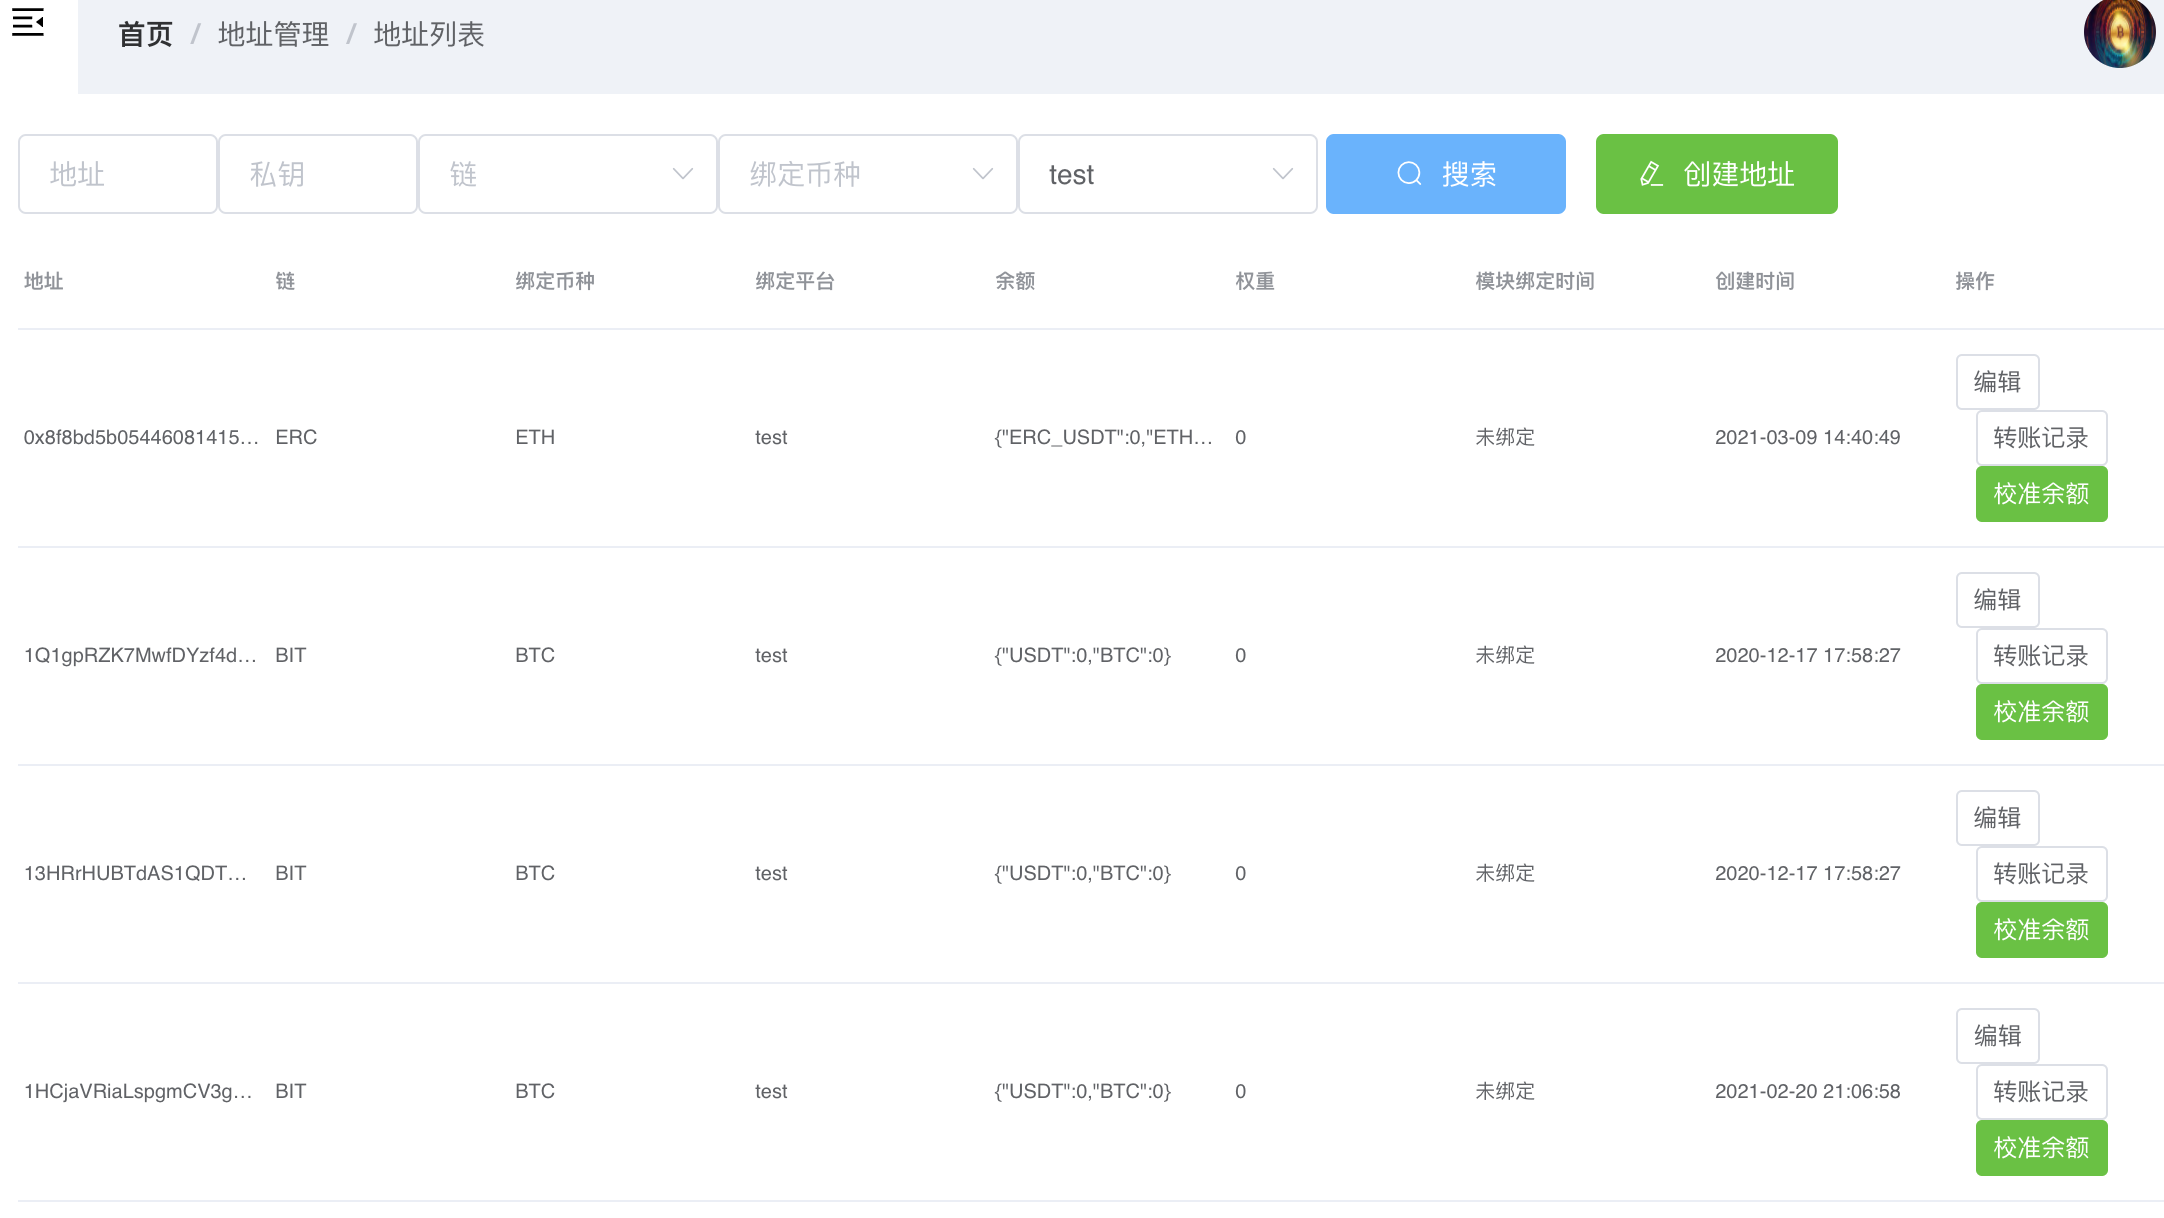 首页 / 地址管理 / 地址列表
地址 私钥 链 绑定币种 test 搜索 创建地址
地址 链 绑定币种 绑定平台 余额 权重 模块绑定时间 创建时间 操作
编辑
0x8f8bd5b05446081415... ERC ETH test {"ERC_USDT":0,"ETH... 0 未绑定 2021-03-09 14:40:49 转账记录
校准余额
编辑
1Q1gpRZK7MwfDYzf4d... BIT BTC test {"USDT":0,"BTC":0} 0 未绑定 2020-12-17 17:58:27 转账记录
校准余额
编辑
13HRrHUBTdAS1QDT... BIT BTC test {"USDT":0,"BTC":0} 0 未绑定 2020-12-17 17:58:27 转账记录
校准余额
编辑
1HCjaVRiaLspgmCV3g... BIT BTC test {"USDT":0,"BTC":0} 0 未绑定 2021-02-20 21:06:58 转账记录
校准余额